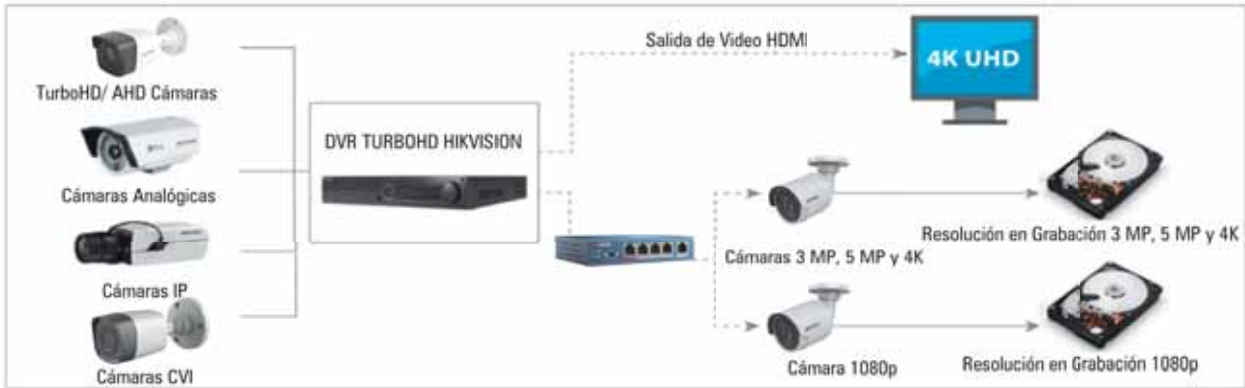 TurboHD/ AHD Cámaras
Cámaras Analógicas
Cámaras IP
Cámaras CVI
DVR TURBOHD HIKVISION
Salida de Video HDMI
4K UHD
Cámaras 3 MP, 5 MP y 4K
Resolución en Grabación 3 MP, 5 MP y 4K
Cámara 1080p
Resolución en Grabación 1080p